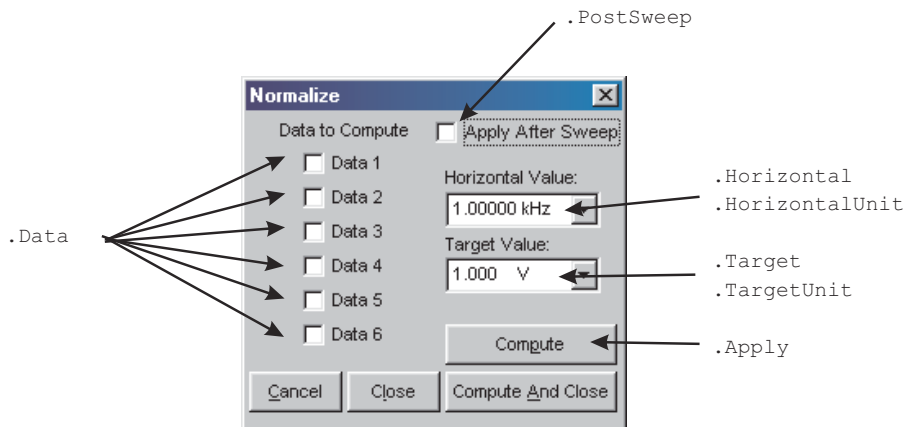 .PostSweep
Normalize
Data to Compute
Apply After Sweep
Data 1
Data 2
Data 3
Data 4
Data 5
Data 6
.Data
Horizontal Value:
1.00000 kHz
.Horizontal
.HorizontalUnit
Target Value:
1.000 V
.Target
.TargetUnit
Compute
.Apply
Cancel
Close
Compute And Close